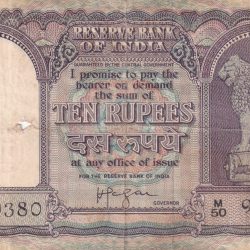 RESERVE BANK
OF INDIA
GUARANTEED BY THE CENTRAL GOVERNMENT
I promise to pay the
bearer on demand
the sum of
TEN RUPEES
दस रूपये
at any office of issue
FOR THE RESERVE BANK OF INDIA
GOVERNOR
M
50
0380